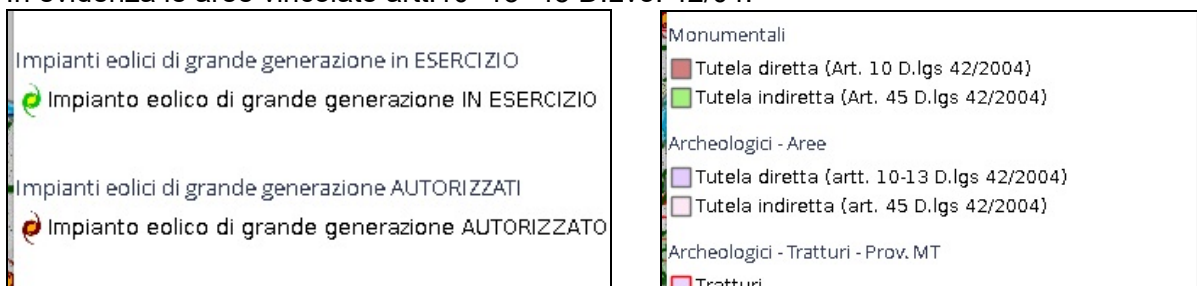 Impianti eolici di grande generazione in ESERCIZIO
Impianto eolico di grande generazione IN ESERCIZIO
Impianti eolici di grande generazione AUTORIZZATI
Impianto eolico di grande generazione AUTORIZZATO
Monumentali
Tutela diretta (Art. 10 D.lgs 42/2004)
Tutela indiretta (Art. 45 D.lgs 42/2004)
Archeologici - Aree
Tutela diretta (artt. 10-13 D.lgs 42/2004)
Tutela indiretta (art. 45 D.lgs 42/2004)
Archeologici - Tratturi - Prov. MT
Tratturi